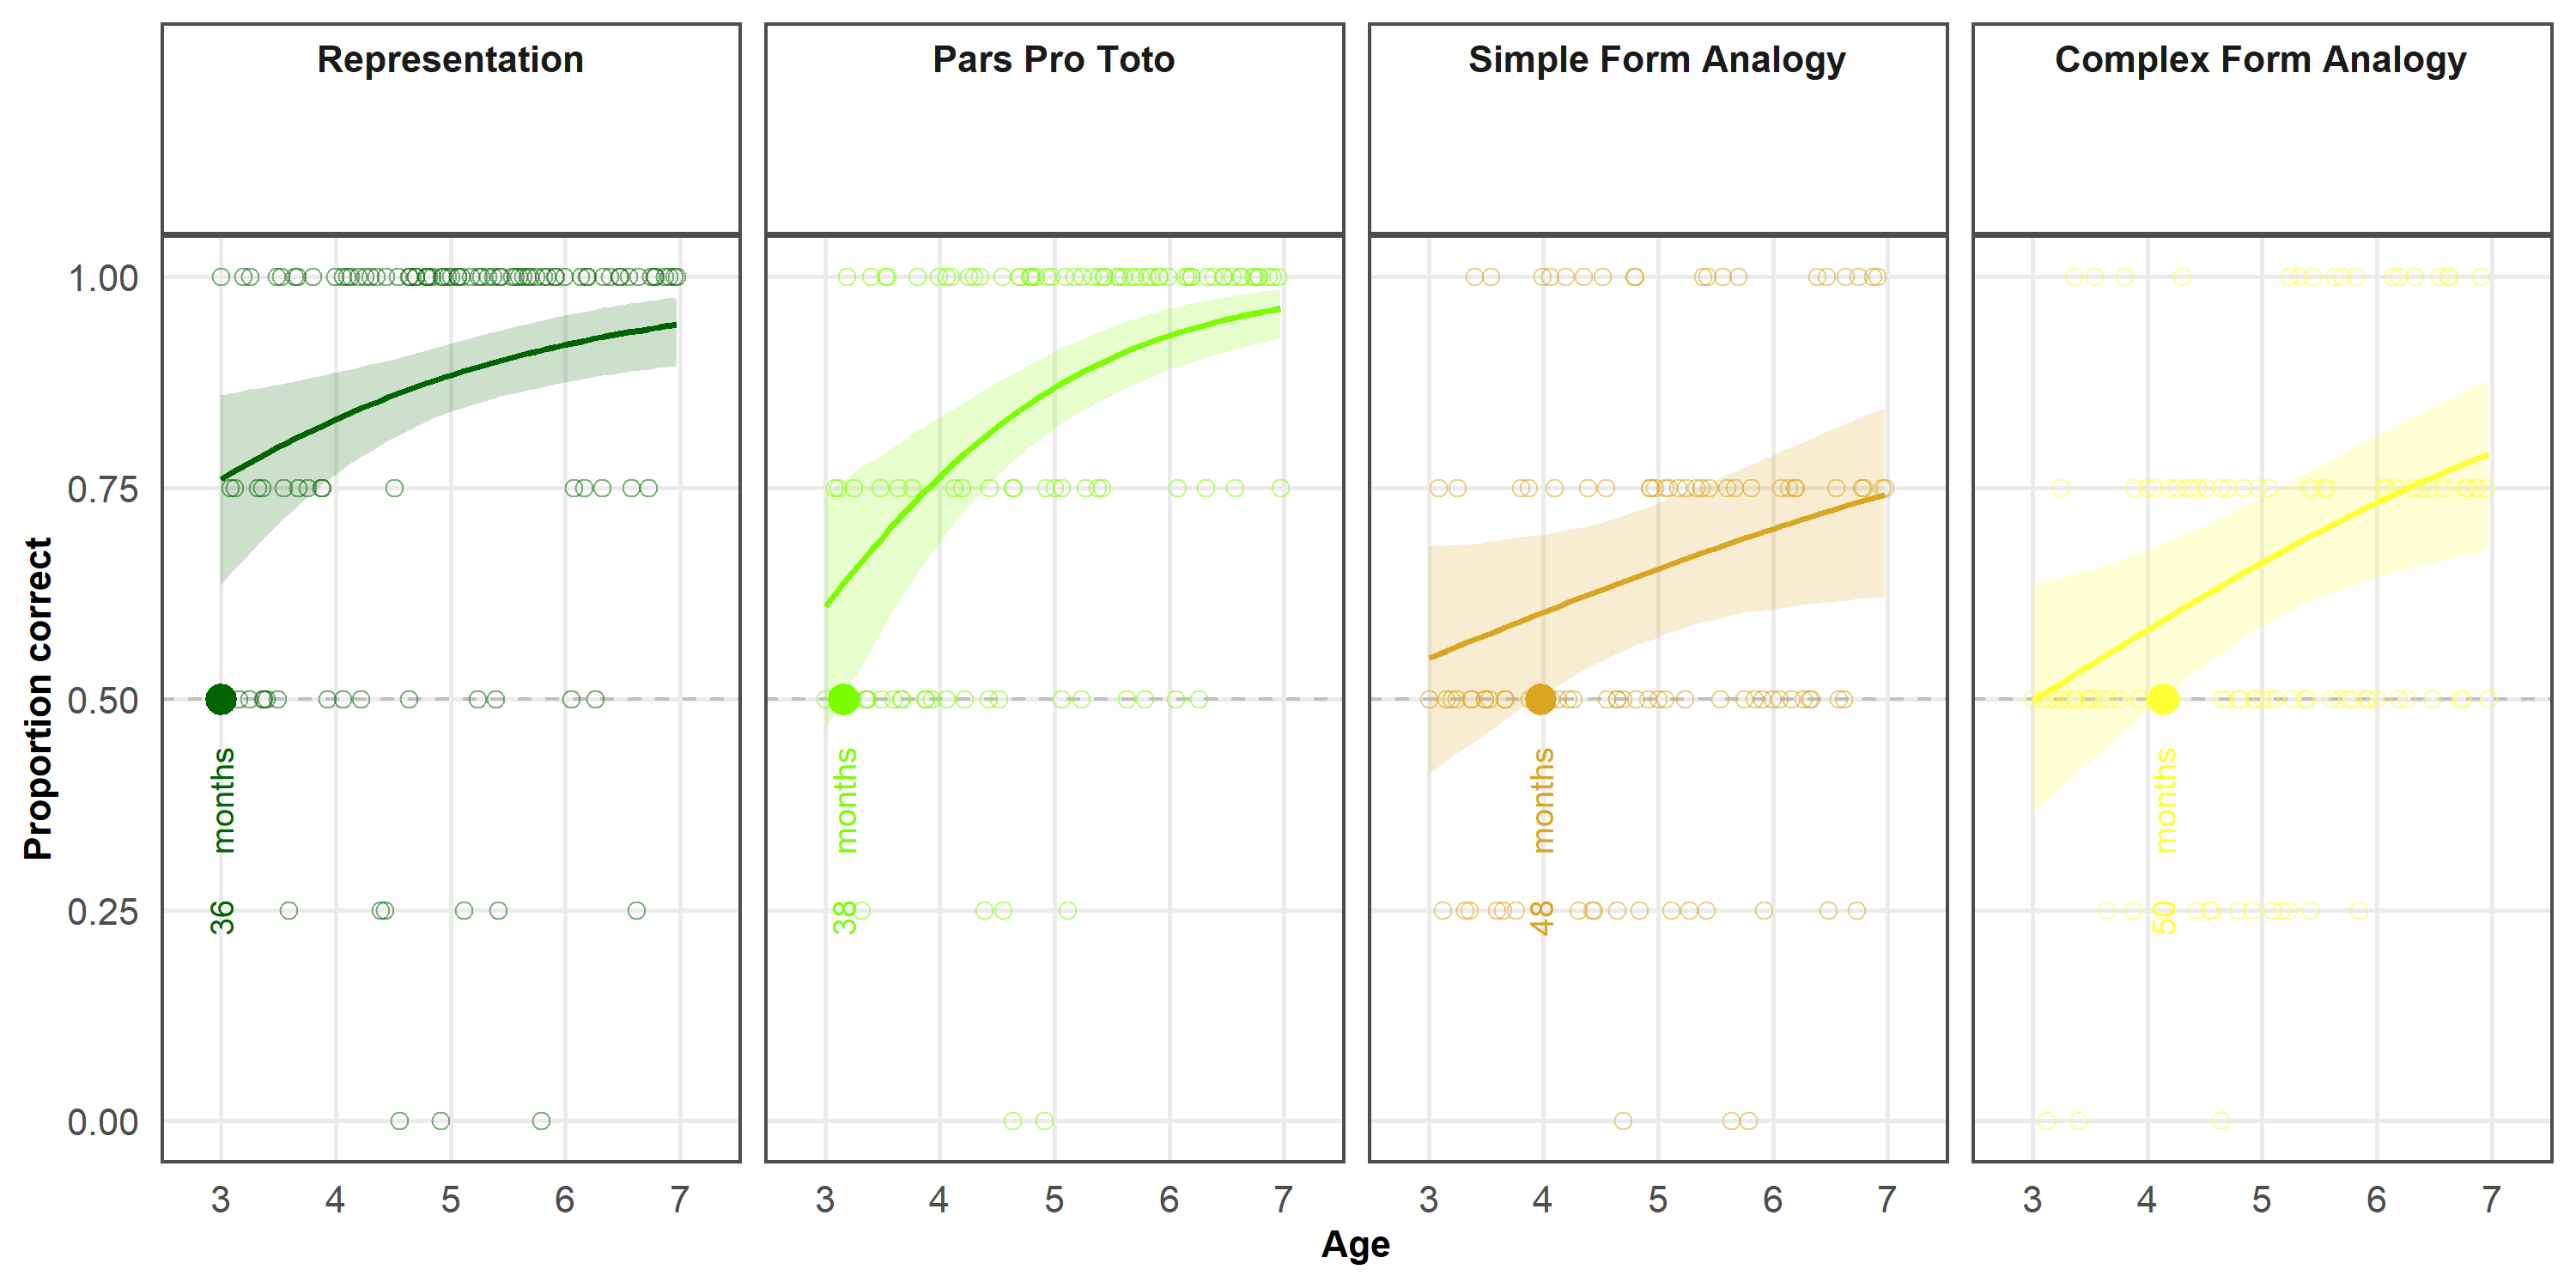 Representation
Pars Pro Toto
Simple Form Analogy
Complex Form Analogy
Proportion correct
1.00
0.75
0.50
0.25
0.00
36 months
38 months
48 months
50 months
3 4 5 6 7
3 4 5 6 7
3 4 5 6 7
3 4 5 6 7
Age